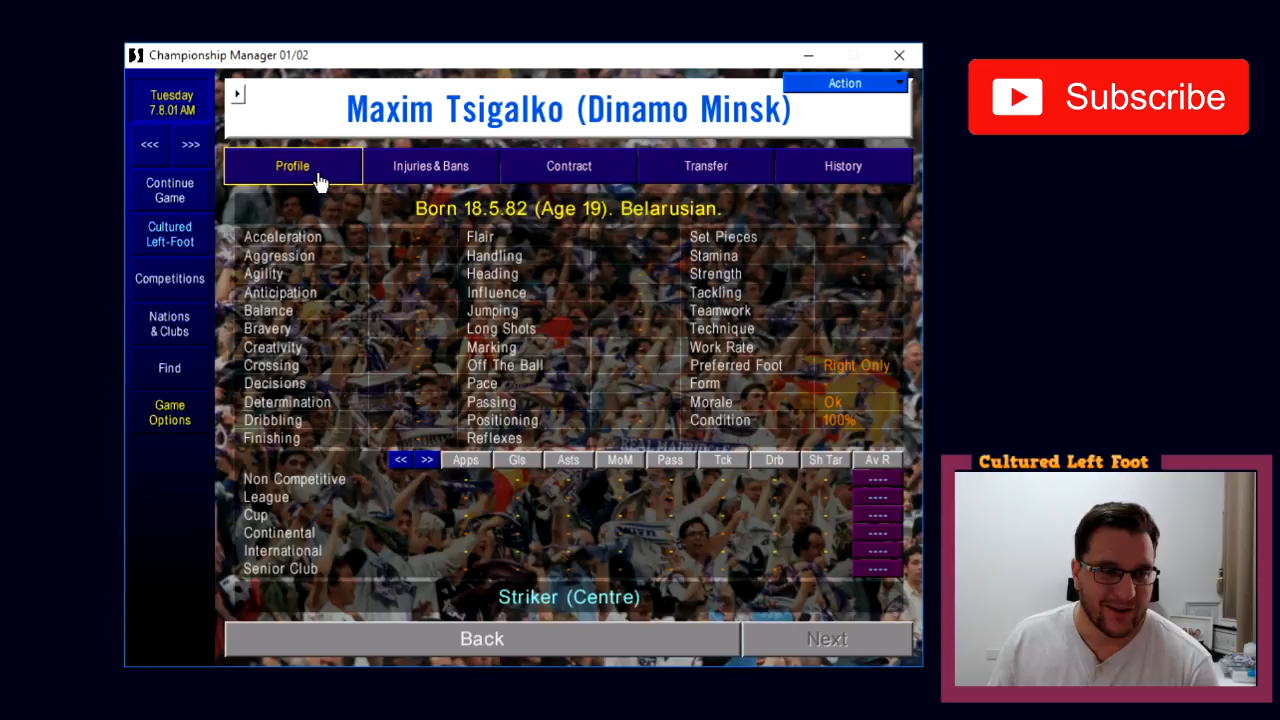 Championship Manager 01/02
Subscribe
Tuesday
7.8.01 AM
<<< >>>
Continue
Game
Cultured
Left-Foot
Competitions
Nations
& Clubs
Find
Game
Options
Action
Maxim Tsigalko (Dinamo Minsk)
Profile Injuries & Bans Contract Transfer History
Born 18.5.82 (Age 19). Belarusian.
Acceleration - Flair - Set Pieces -
Aggression - Handling - Stamina -
Agility - Heading - Strength -
Anticipation - Influence - Tackling -
Balance - Jumping - Teamwork -
Bravery - Long Shots - Technique -
Creativity - Marking - Work Rate -
Crossing - Off The Ball - Preferred Foot Right Only
Decisions - Pace - Form
Determination - Passing - Morale Ok
Dribbling - Positioning - Condition 100%
Finishing - Reflexes -
<< >> Apps Gls Asts MoM Pass Tck Drb Sh Tar Av R
Non Competitive - - - - - - - - ----
League - - - - - - - - ----
Cup - - - - - - - - ----
Continental - - - - - - - - ----
International - - - - - - - - ----
Senior Club - - - - - - - - ----
Striker (Centre)
Back Next
Cultured Left Foot
REAL MADRID